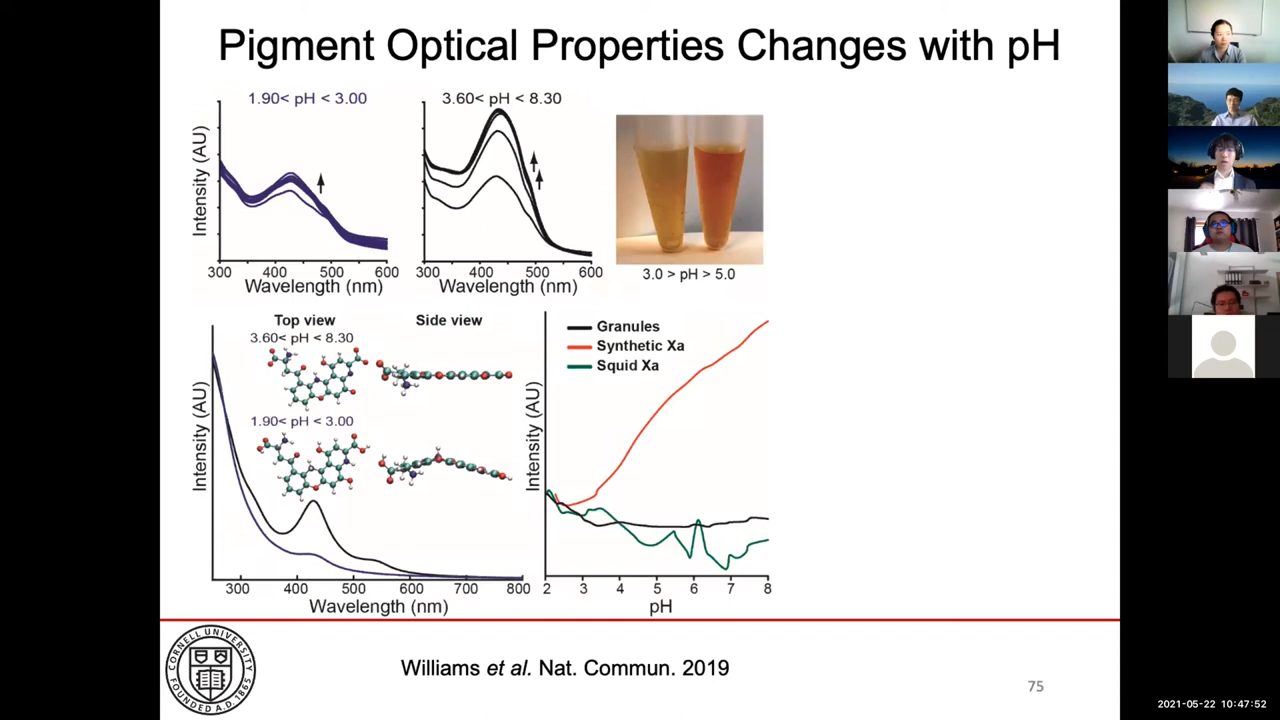 Pigment Optical Properties Changes with pH
1.90< pH < 3.00
3.60< pH < 8.30
Intensity (AU)
300 400 500 600
Wavelength (nm)
300 400 500 600
Wavelength (nm)
3.0 > pH > 5.0
Top view
Side view
3.60< pH < 8.30
1.90< pH < 3.00
Intensity (AU)
300 400 500 600 700 800
Wavelength (nm)
Granules
Synthetic Xa
Squid Xa
Intensity (AU)
2 3 4 5 6 7 8
pH
CORNELL UNIVERSITY
FOUNDED A.D. 1865
Williams et al. Nat. Commun. 2019
75
2021-05-22 10:47:52